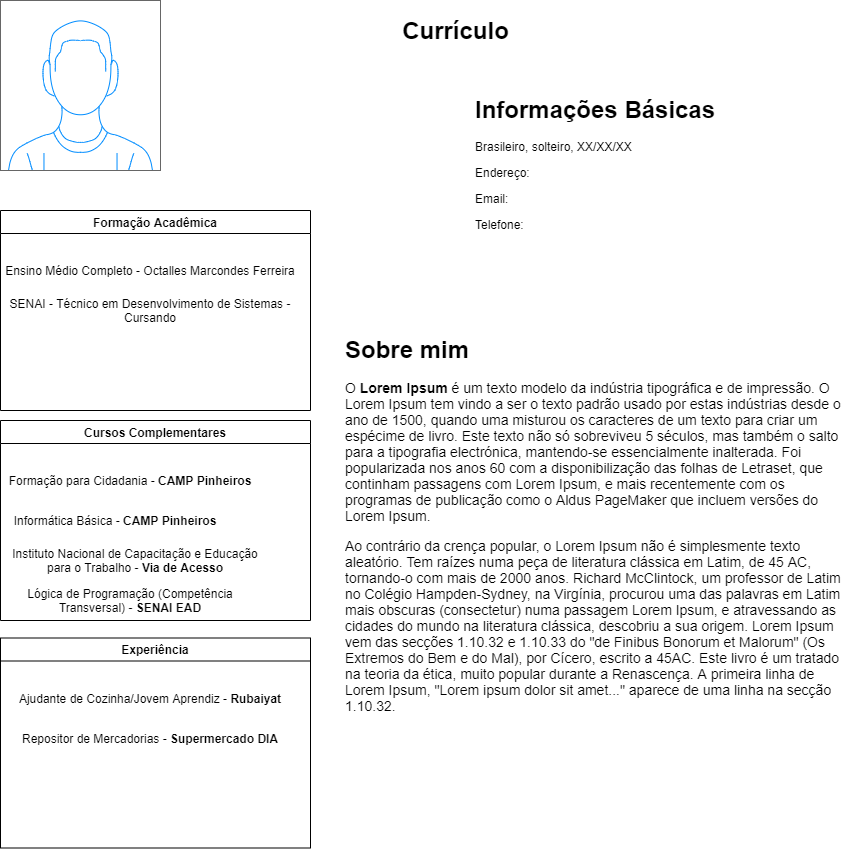 Currículo
Informações Básicas
Brasileiro, solteiro, XX/XX/XX
Endereço:
Email:
Telefone:
Formação Acadêmica
Ensino Médio Completo - Octalles Marcondes Ferreira
SENAI - Técnico em Desenvolvimento de Sistemas -
Cursando
Cursos Complementares
Formação para Cidadania - CAMP Pinheiros
Informática Básica - CAMP Pinheiros
Instituto Nacional de Capacitação e Educação
para o Trabalho - Via de Acesso
Lógica de Programação (Competência
Transversal) - SENAI EAD
Experiência
Ajudante de Cozinha/Jovem Aprendiz - Rubaiyat
Repositor de Mercadorias - Supermercado DIA
Sobre mim
O Lorem Ipsum é um texto modelo da indústria tipográfica e de impressão. O
Lorem Ipsum tem vindo a ser o texto padrão usado por estas indústrias desde o
ano de 1500, quando uma misturou os caracteres de um texto para criar um
espécime de livro. Este texto não só sobreviveu 5 séculos, mas também o salto
para a tipografia electrónica, mantendo-se essencialmente inalterada. Foi
popularizada nos anos 60 com a disponibilização das folhas de Letraset, que
continham passagens com Lorem Ipsum, e mais recentemente com os
programas de publicação como o Aldus PageMaker que incluem versões do
Lorem Ipsum.
Ao contrário da crença popular, o Lorem Ipsum não é simplesmente texto
aleatório. Tem raízes numa peça de literatura clássica em Latim, de 45 AC,
tornando-o com mais de 2000 anos. Richard McClintock, um professor de Latim
no Colégio Hampden-Sydney, na Virgínia, procurou uma das palavras em Latim
mais obscuras (consectetur) numa passagem Lorem Ipsum, e atravessando as
cidades do mundo na literatura clássica, descobriu a sua origem. Lorem Ipsum
vem das secções 1.10.32 e 1.10.33 do "de Finibus Bonorum et Malorum" (Os
Extremos do Bem e do Mal), por Cícero, escrito a 45AC. Este livro é um tratado
na teoria da ética, muito popular durante a Renascença. A primeira linha de
Lorem Ipsum, "Lorem ipsum dolor sit amet..." aparece de uma linha na secção
1.10.32.